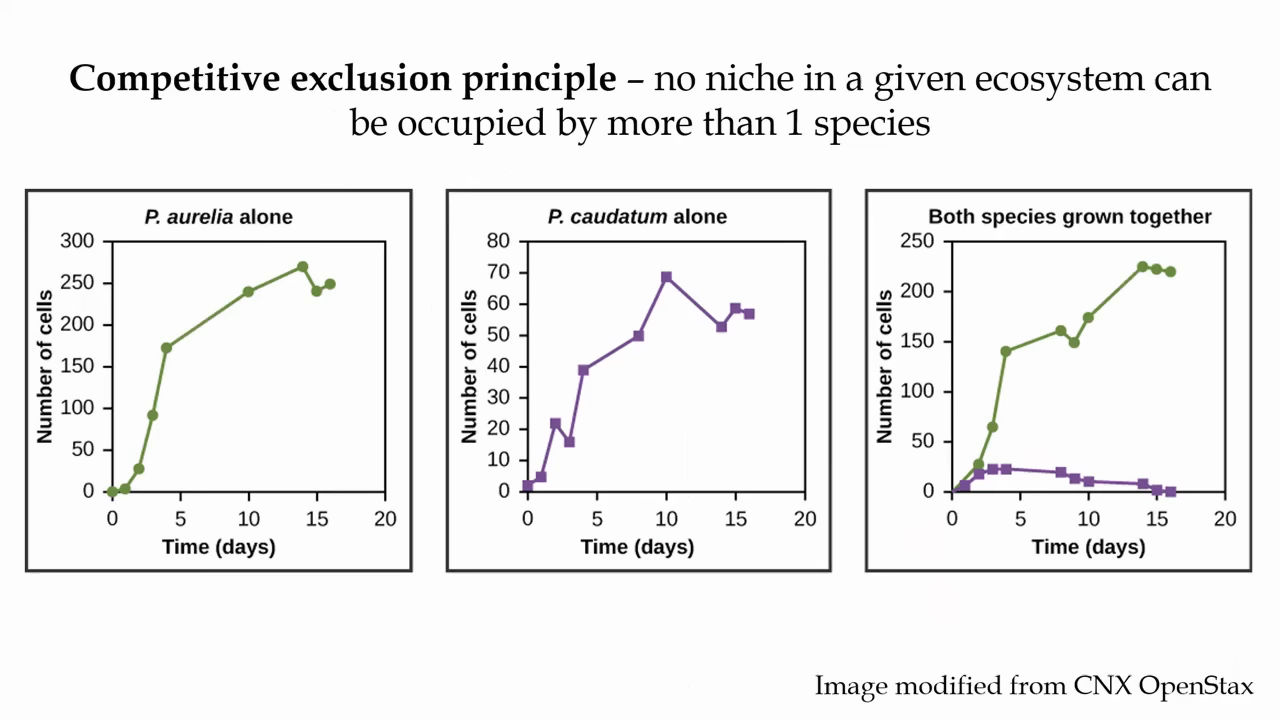 Competitive exclusion principle – no niche in a given ecosystem can
be occupied by more than 1 species
P. aurelia alone
300
250
200
150
100
50
0
Number of cells
0 5 10 15 20
Time (days)
P. caudatum alone
80
70
60
50
40
30
20
10
0
Number of cells
0 5 10 15 20
Time (days)
Both species grown together
250
200
150
100
50
0
Number of cells
0 5 10 15 20
Time (days)
Image modified from CNX OpenStax